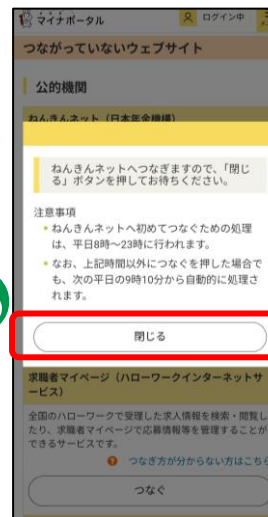 マイナポータル
ログイン中
つながっていないウェブサイト
公的機関
ねんきんネット（日本年金機構）
ねんきんネットへつなぎますので、「閉じ
る」ボタンを押してお待ちください。
注意事項
• ねんきんネットへ初めてつなぐための処理
は、平日8時～23時に行われます。
• なお、上記時間以外につなぐを押した場合で
も、次の平日の9時10分から自動的に処理さ
れます。
閉じる
求職者マイページ（ハローワークインターネットサ
ービス）
全国のハローワークで受理した求人情報を検索・閲覧し
たり、求職者マイページで応募情報等を管理することが
できるサービスです。
つなぎ方が分からない方はこちら
つなぐ